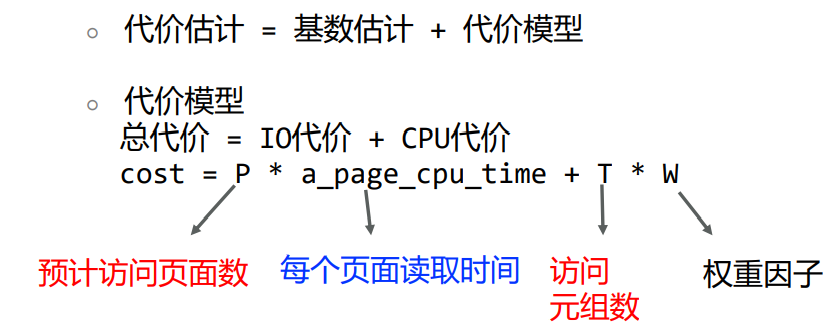 代价估计 = 基数估计 + 代价模型
代价模型
总代价 = IO代价 + CPU代价
cost = P * a_page_cpu_time + T * W
预计访问页面数
每个页面读取时间
访问
元组数
权重因子